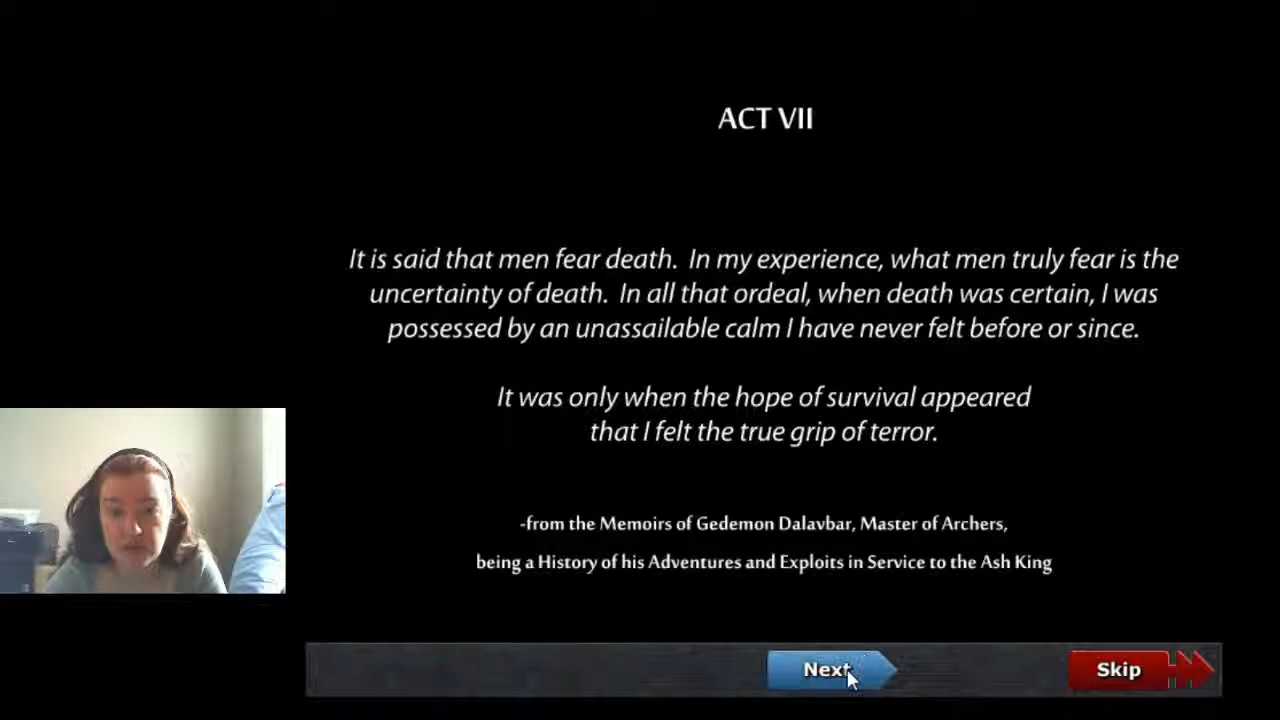 ACT VII
It is said that men fear death. In my experience, what men truly fear is the
uncertainty of death. In all that ordeal, when death was certain, I was
possessed by an unassailable calm I have never felt before or since.
It was only when the hope of survival appeared
that I felt the true grip of terror.
-from the Memoirs of Gedemon Dalavbar, Master of Archers,
being a History of his Adventures and Exploits in Service to the Ash King
Next
Skip